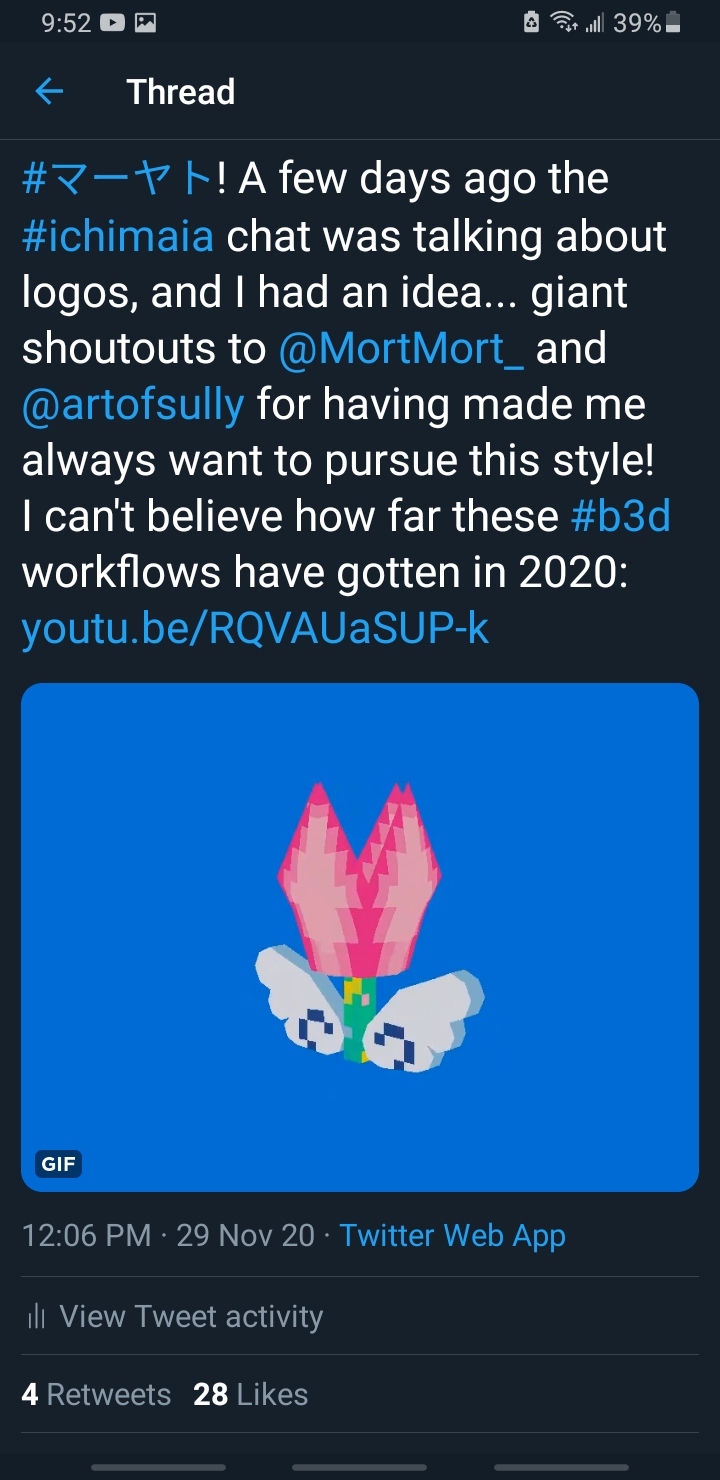 9:52 39%
Thread
#マーヤト! A few days ago the
#ichimaia chat was talking about
logos, and I had an idea... giant
shoutouts to @MortMort_ and
@artofsully for having made me
always want to pursue this style!
I can't believe how far these #b3d
workflows have gotten in 2020:
youtu.be/RQVAUaSUP-k
GIF
12:06 PM · 29 Nov 20 · Twitter Web App
View Tweet activity
4 Retweets 28 Likes